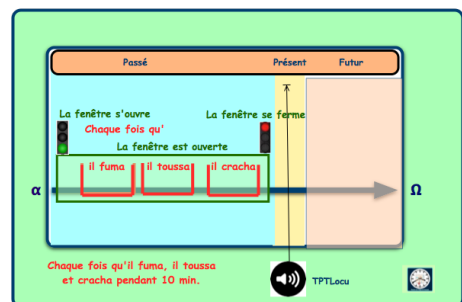 Passé Présent Futur
La fenêtre s'ouvre La fenêtre se ferme
Chaque fois qu'
La fenêtre est ouverte
il fuma il toussa il cracha
α Ω
Chaque fois qu'il fuma, il toussa
et cracha pendant 10 min.
TPTLocu